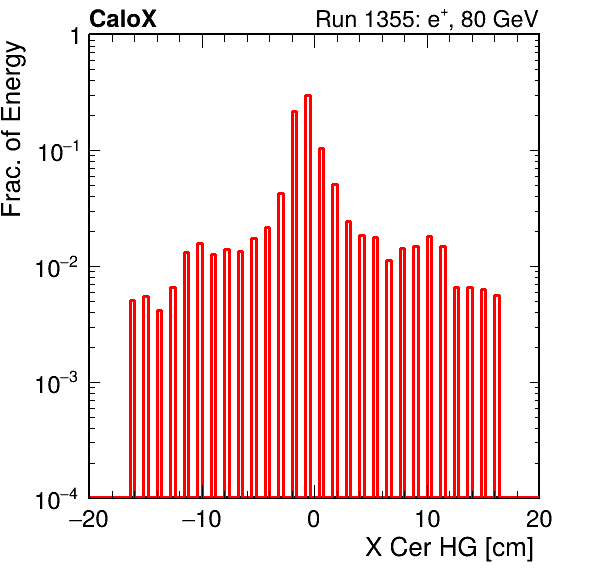 CaloX
Run 1355: e⁺, 80 GeV
Frac. of Energy
1
10⁻¹
10⁻²
10⁻³
10⁻⁴
−20
−10
0
10
20
X Cer HG [cm]